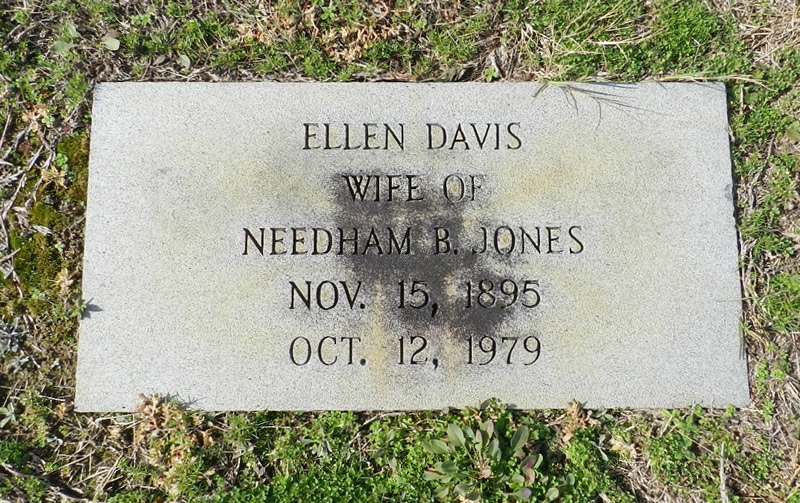 ELLEN DAVIS
WIFE OF
NEEDHAM B. JONES
NOV. 15, 1895
OCT. 12, 1979